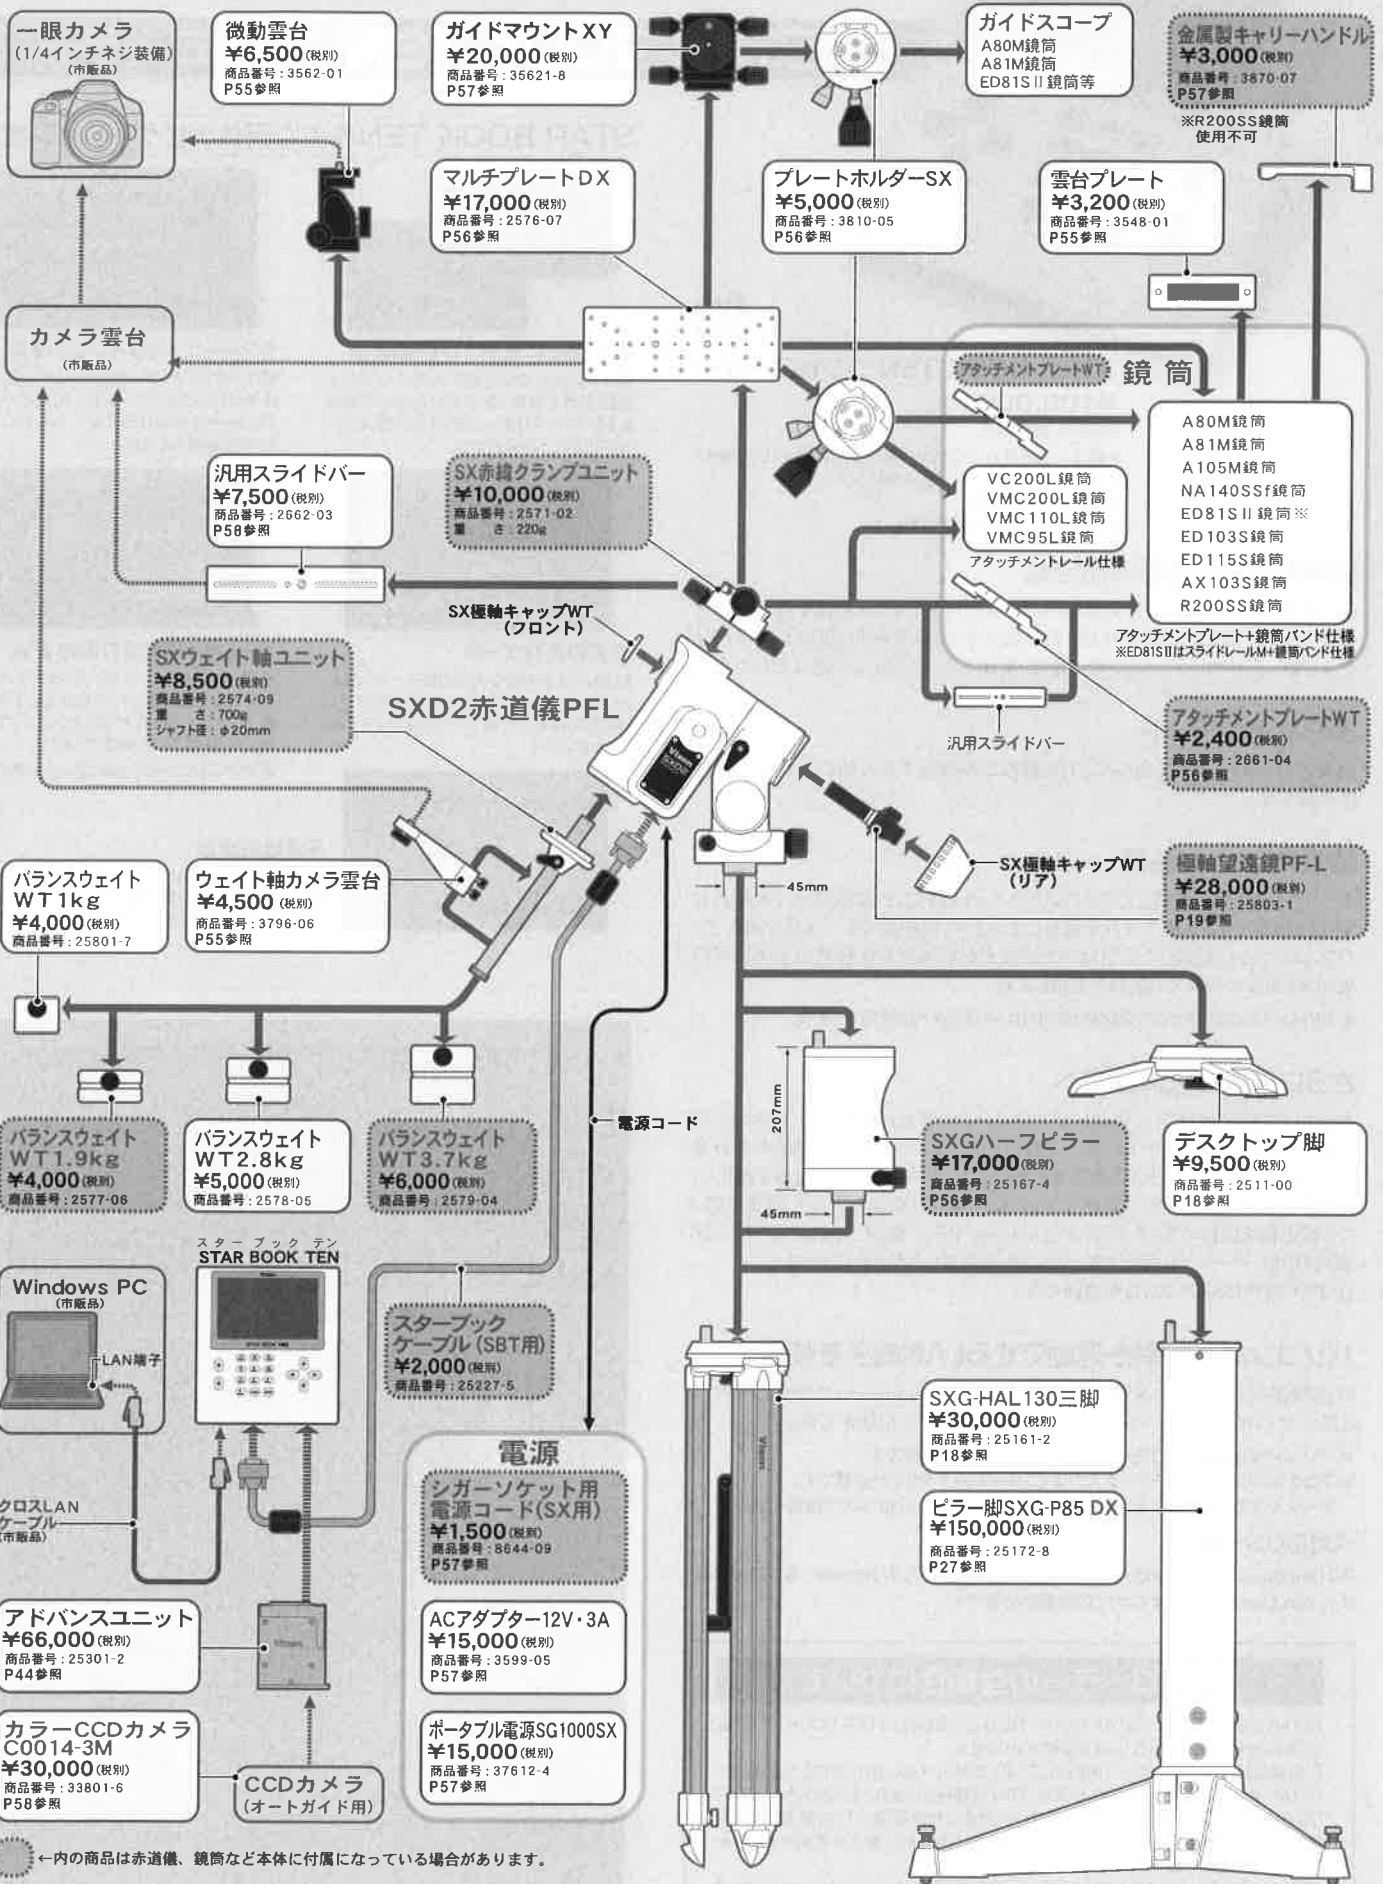 一眼カメラ
(1/4インチネジ装備)
(市販品)
微動雲台
¥6,500(税別)
商品番号:3562-01
P55参照
ガイドマウントXY
¥20,000(税別)
商品番号:35621-8
P57参照
ガイドスコープ
A80M鏡筒
A81M鏡筒
ED81SⅡ鏡筒等
金属製キャリーハンドル
¥3,000(税別)
商品番号:3870-07
P57参照
※R200SS鏡筒
使用不可
マルチプレートDX
¥17,000(税別)
商品番号:2576-07
P56参照
プレートホルダーSX
¥5,000(税別)
商品番号:3810-05
P56参照
雲台プレート
¥3,200(税別)
商品番号:3548-01
P55参照
カメラ雲台
(市販品)
アタッチメントプレートWT
鏡筒
A80M鏡筒
A81M鏡筒
A105M鏡筒
NA140SSf鏡筒
ED81SⅡ鏡筒※
ED103S鏡筒
ED115S鏡筒
AX103S鏡筒
R200SS鏡筒
アタッチメントプレート+鏡筒バンド仕様
※ED81SⅡはスライドレールM+鏡筒バンド仕様
VC200L鏡筒
VMC200L鏡筒
VMC110L鏡筒
VMC95L鏡筒
アタッチメントレール仕様
汎用スライドバー
¥7,500(税別)
商品番号:2662-03
P58参照
SX赤緯クランプユニット
¥10,000(税別)
商品番号:2571-02
重 さ:220g
SX極軸キャップWT
(フロント)
SXウェイト軸ユニット
¥8,500(税別)
商品番号:2574-09
重 さ:700g
シャフト径:φ20mm
SXD2赤道儀PFL
汎用スライドバー
アタッチメントプレートWT
¥2,400(税別)
商品番号:2661-04
P56参照
バランスウェイト
WT1kg
¥4,000(税別)
商品番号:25801-7
ウェイト軸カメラ雲台
¥4,500(税別)
商品番号:3796-06
P55参照
45mm
SX極軸キャップWT
(リア)
極軸望遠鏡PF-L
¥28,000(税別)
商品番号:25803-1
P19参照
バランスウェイト
WT1.9kg
¥4,000(税別)
商品番号:2577-06
バランスウェイト
WT2.8kg
¥5,000(税別)
商品番号:2578-05
バランスウェイト
WT3.7kg
¥6,000(税別)
商品番号:2579-04
電源コード
207mm
45mm
SXGハーフピラー
¥17,000(税別)
商品番号:25167-4
P56参照
デスクトップ脚
¥9,500(税別)
商品番号:2511-00
P18参照
スターブック テン
STAR BOOK TEN
Windows PC
(市販品)
LAN端子
スターブック
ケーブル(SBT用)
¥2,000(税別)
商品番号:25227-5
クロスLAN
ケーブル
(市販品)
電源
シガーソケット用
電源コード(SX用)
¥1,500(税別)
商品番号:8644-09
P57参照
ACアダプター12V・3A
¥15,000(税別)
商品番号:3599-05
P57参照
ポータブル電源SG1000SX
¥15,000(税別)
商品番号:37612-4
P57参照
SXG-HAL130三脚
¥30,000(税別)
商品番号:25161-2
P18参照
ピラー脚SXG-P85 DX
¥150,000(税別)
商品番号:25172-8
P27参照
アドバンスユニット
¥66,000(税別)
商品番号:25301-2
P44参照
カラーCCDカメラ
C0014-3M
¥30,000(税別)
商品番号:33801-6
P58参照
CCDカメラ
(オートガイド用)
←内の商品は赤道儀、鏡筒など本体に付属になっている場合があります。